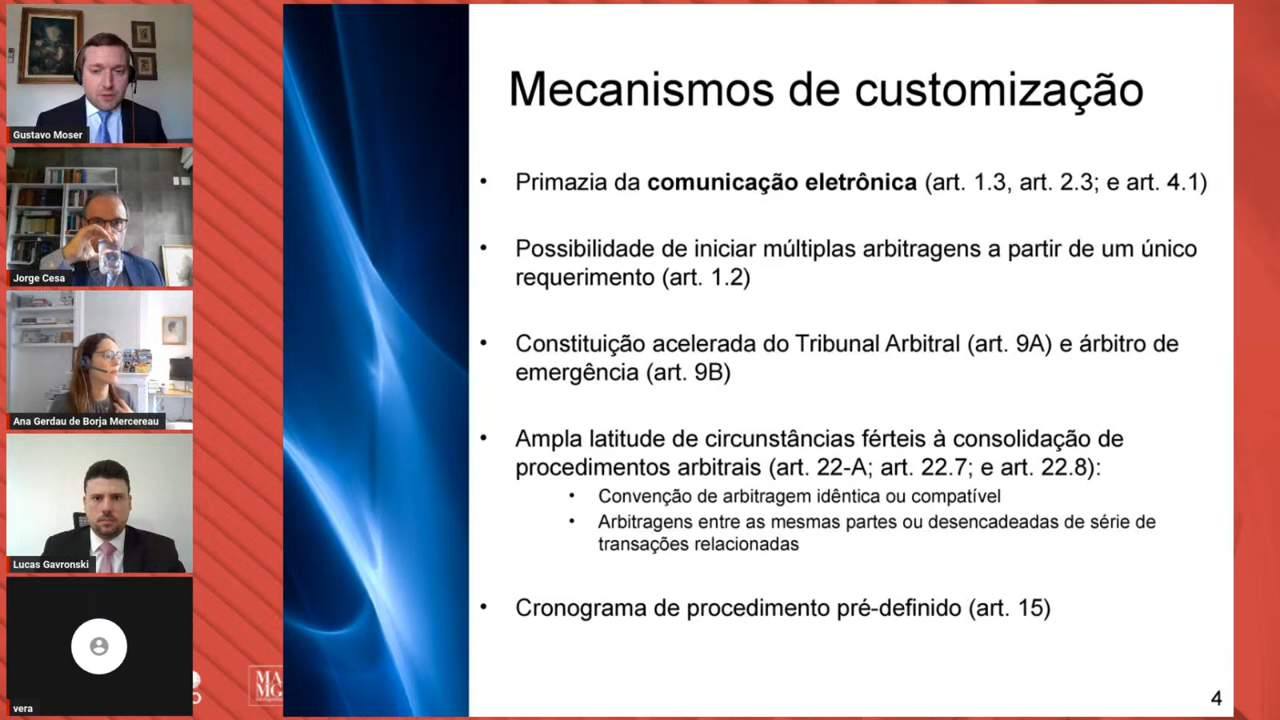 Gustavo Moser
Jorge Cesa
Ana Gerdau de Borja Mercereau
Lucas Gavronski
vera
MA
MG
Mecanismos de customização
• Primazia da comunicação eletrônica (art. 1.3, art. 2.3; e art. 4.1)
• Possibilidade de iniciar múltiplas arbitragens a partir de um único
requerimento (art. 1.2)
• Constituição acelerada do Tribunal Arbitral (art. 9A) e árbitro de
emergência (art. 9B)
• Ampla latitude de circunstâncias férteis à consolidação de
procedimentos arbitrais (art. 22-A; art. 22.7; e art. 22.8):
• Convenção de arbitragem idêntica ou compatível
• Arbitragens entre as mesmas partes ou desencadeadas de série de
transações relacionadas
• Cronograma de procedimento pré-definido (art. 15)
4